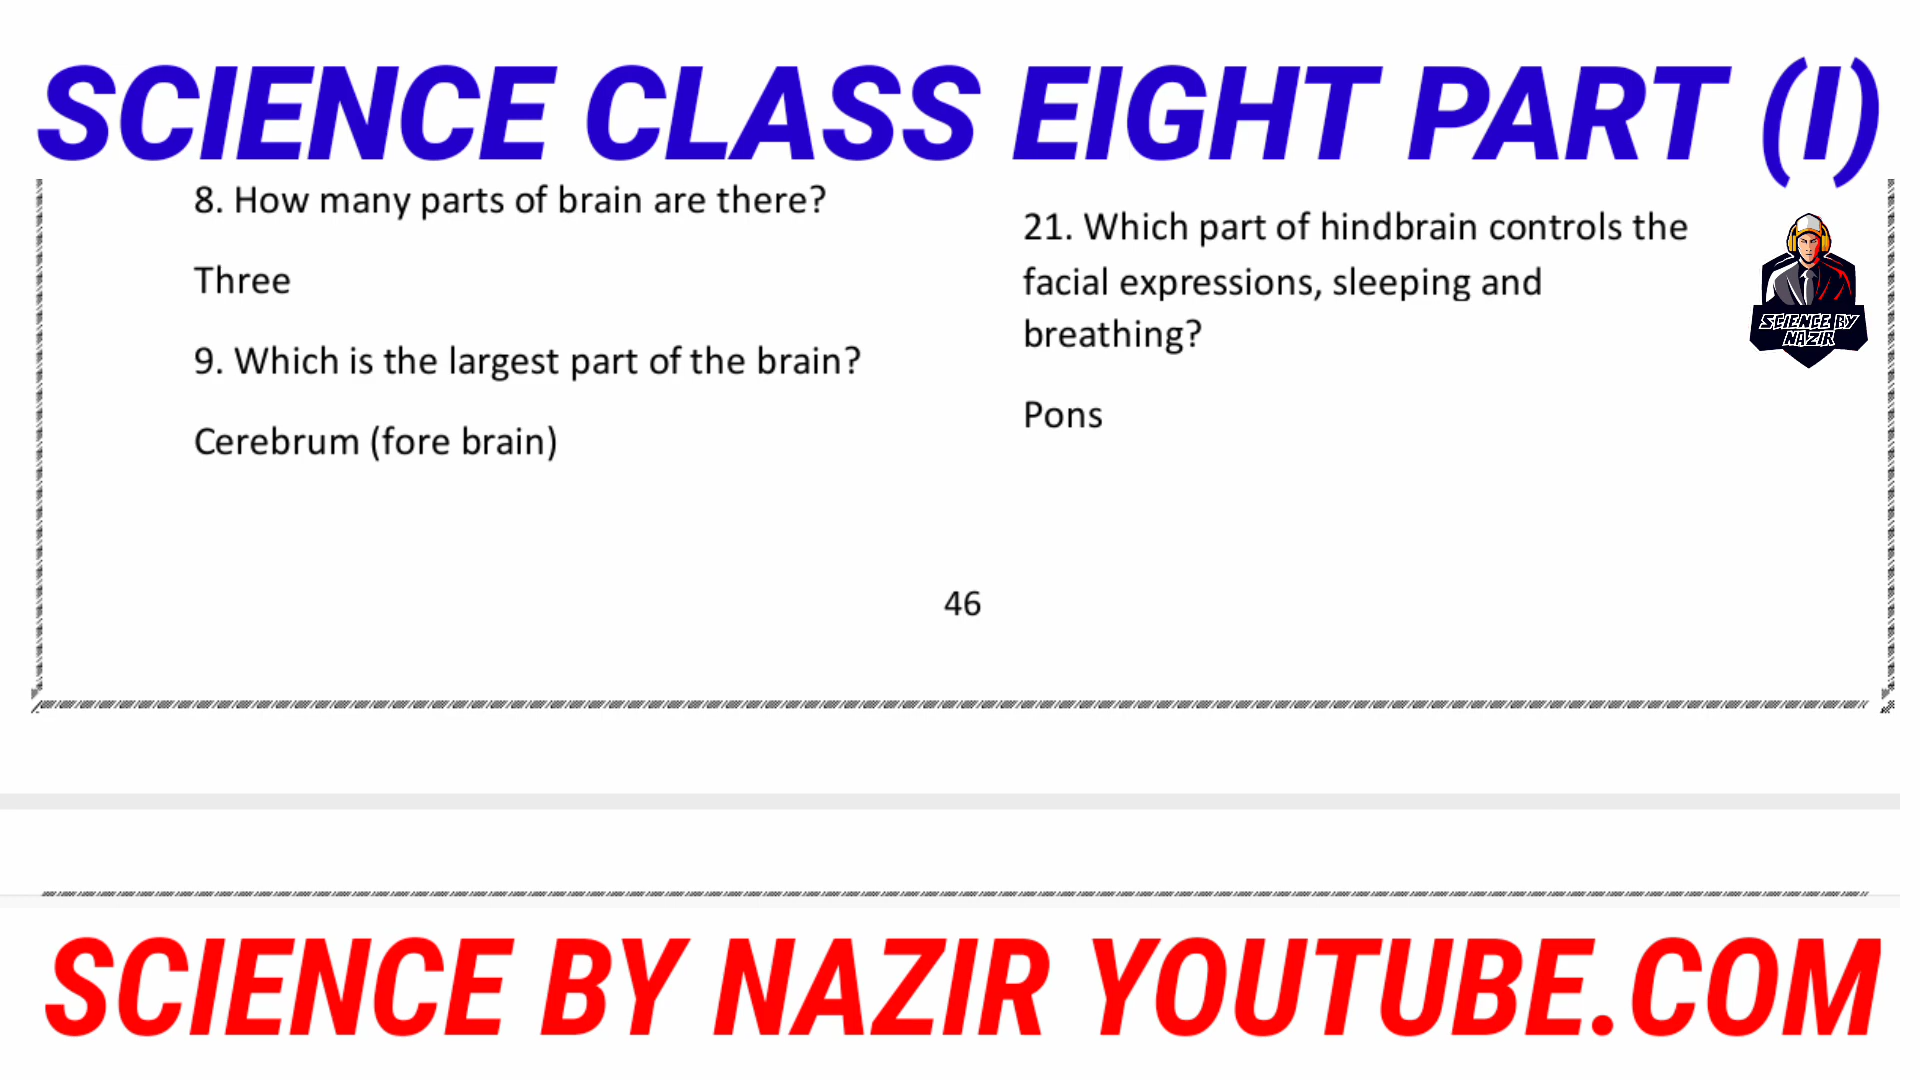 SCIENCE CLASS EIGHT PART (I)
8. How many parts of brain are there?
Three
9. Which is the largest part of the brain?
Cerebrum (fore brain)
21. Which part of hindbrain controls the
facial expressions, sleeping and
breathing?
Pons
SCIENCE BY
NAZIR
46
SCIENCE BY NAZIR YOUTUBE.COM